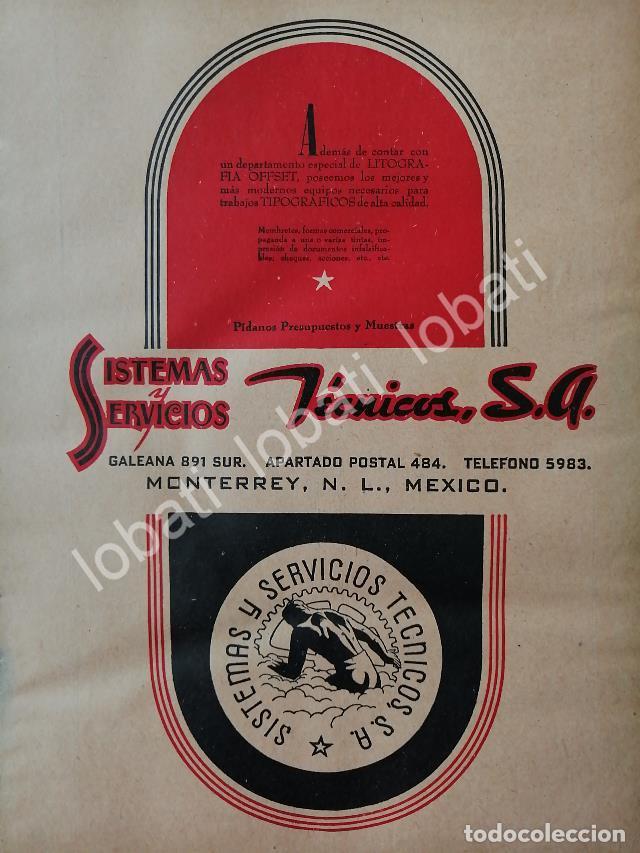 Además de contar con
un departamento especial de LITOGRA-
FIA OFFSET, poseemos los mejores y
más modernos equipos necesarios para
trabajos TIPOGRAFICOS de alta calidad.
Membretes, formas comerciales, pro-
paganda a una o varias tintas, im-
presión de documentos infalsifica-
bles; cheques, acciones, etc., etc.
Pídanos Presupuestos y Muestras
SISTEMAS
y
SERVICIOS
Técnicos, S.A.
GALEANA 891 SUR. APARTADO POSTAL 484. TELEFONO 5983.
MONTERREY, N. L., MEXICO.
SISTEMAS Y SERVICIOS TECNICOS, S.A.
lobati lobati lobati lobati
todocoleccion